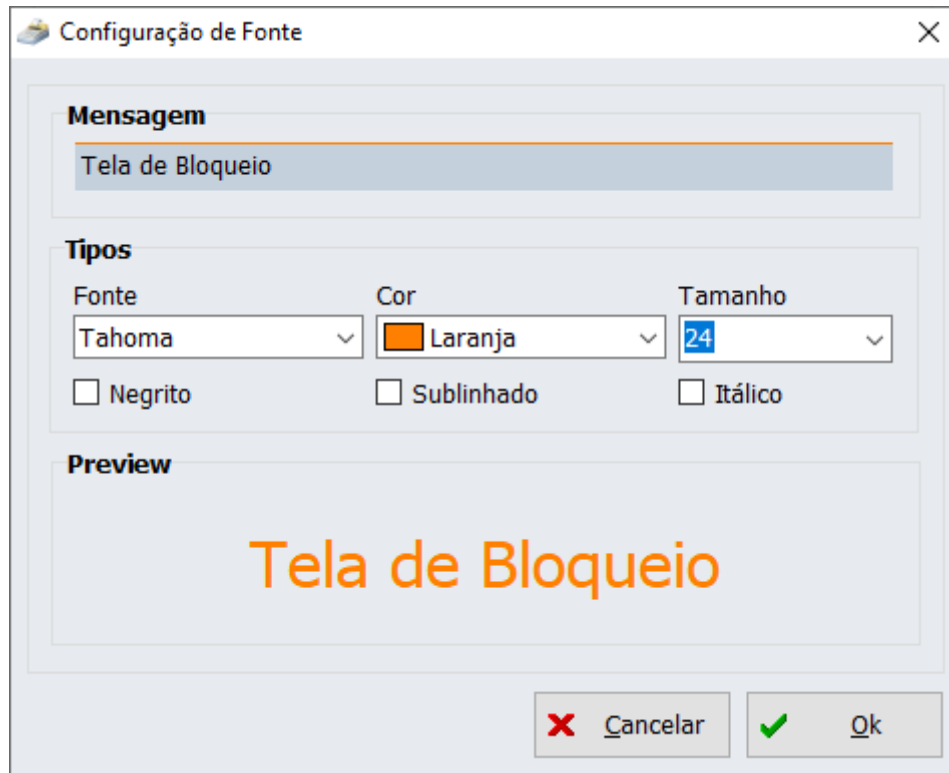 Configuração de Fonte
Mensagem
Tela de Bloqueio
Tipos
Fonte Cor Tamanho
Tahoma Laranja 24
Negrito Sublinhado Itálico
Preview
Tela de Bloqueio
Cancelar Ok